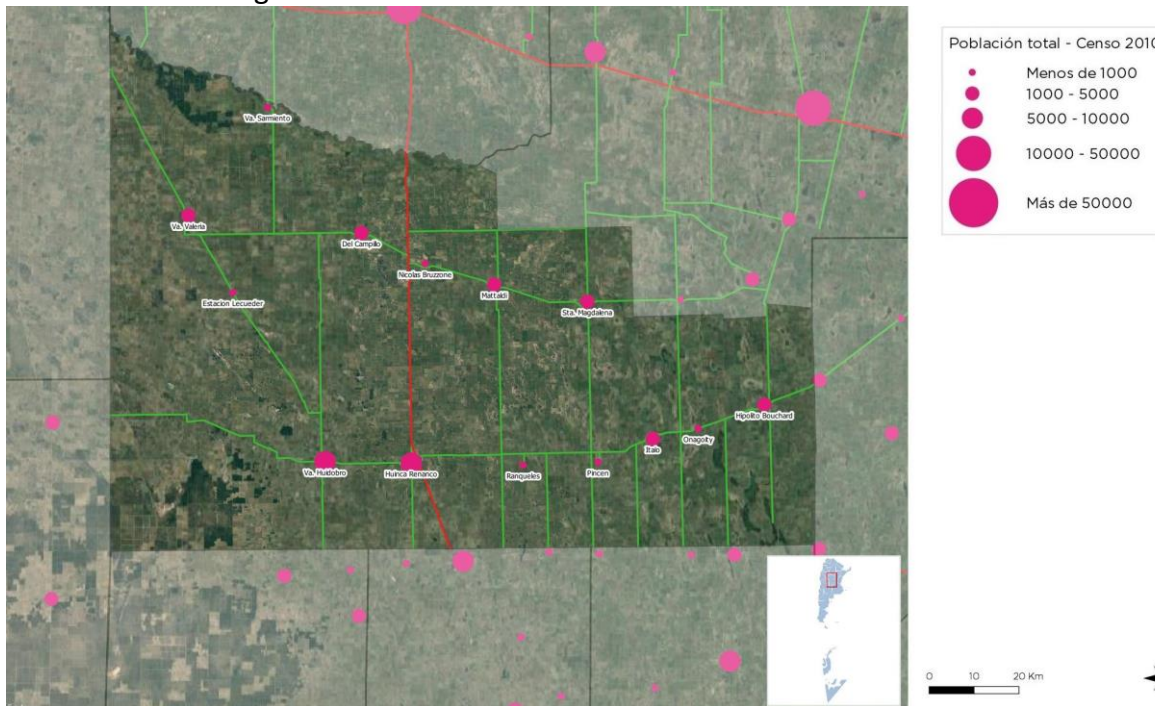 Población total - Censo 2010
Menos de 1000
1000 - 5000
5000 - 10000
10000 - 50000
Más de 50000
Va. Sarmiento
Va. Valeria
Del Campillo
Nicolas Bruzzone
Mattaldi
Estacion Lecueder
Sta. Magdalena
Hipolito Bouchard
Onagoity
Italo
Va. Huidobro
Huinca Renanco
Ranqueles
Pincen
0 10 20 Km